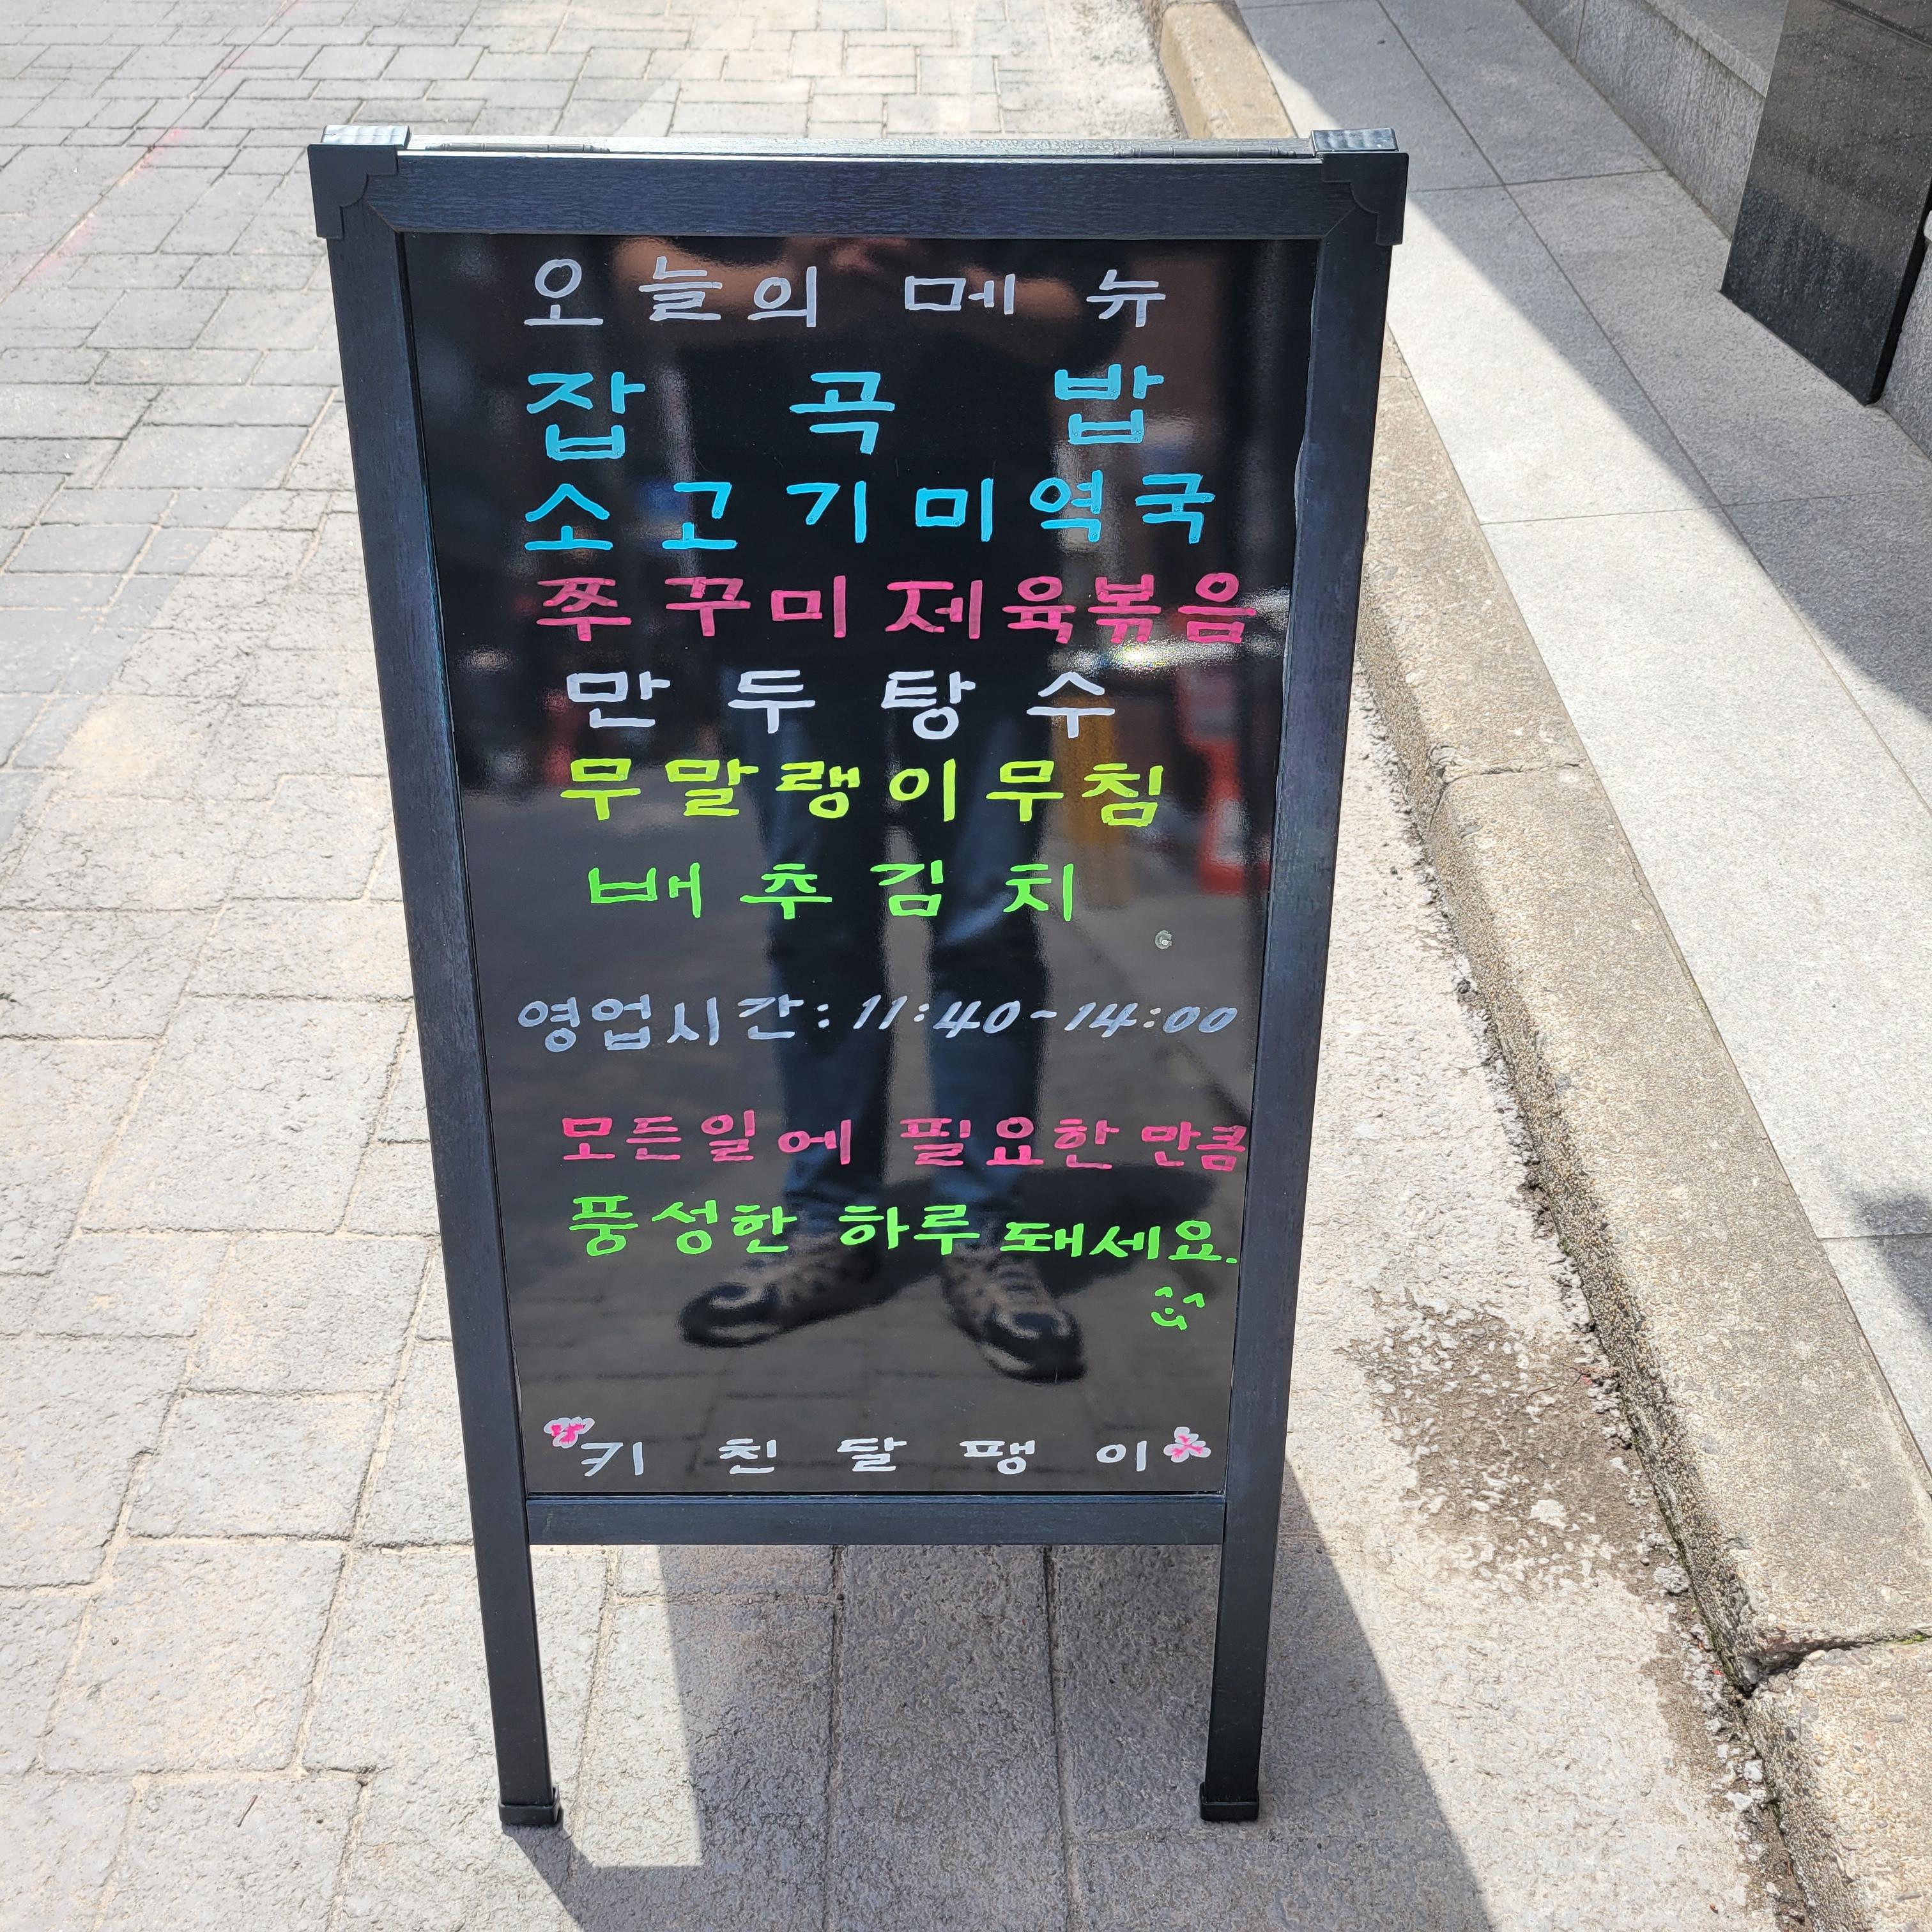 오늘의 메뉴
잡곡밥
소고기미역국
쭈꾸미제육볶음
만두탕수
무말랭이무침
배추김치
영업시간: 11:40~14:00
모든일에 필요한 만큼
풍성한 하루 돼세요.
키친달팽이